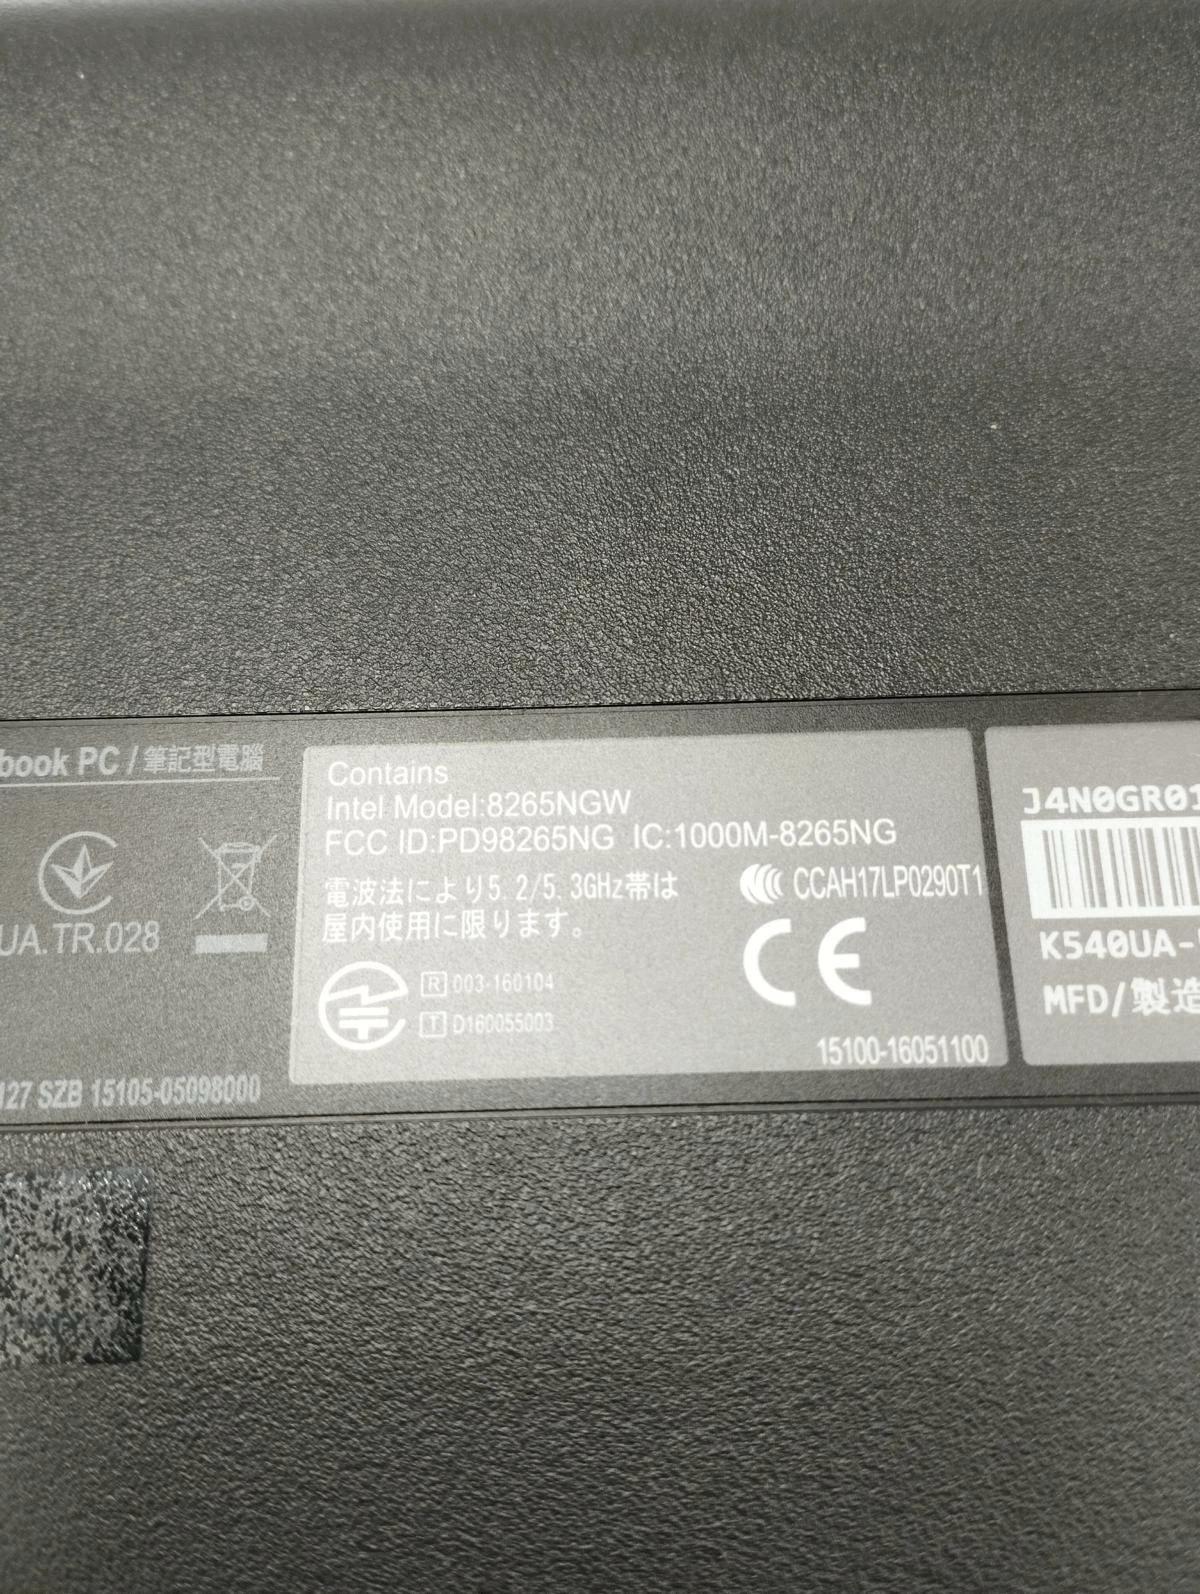 book PC / 筆記型電腦
UA.TR.028
127 SZB 15105-05098000
Contains
Intel Model:8265NGW
FCC ID:PD98265NG IC:1000M-8265NG
電波法により5.2/5.3GHz帯は
屋内使用に限ります。
CCAH17LP0290T1
CE
R 003-160104
T D160055003
15100-16051100
J4N0GR01
K540UA-
MFD/製造